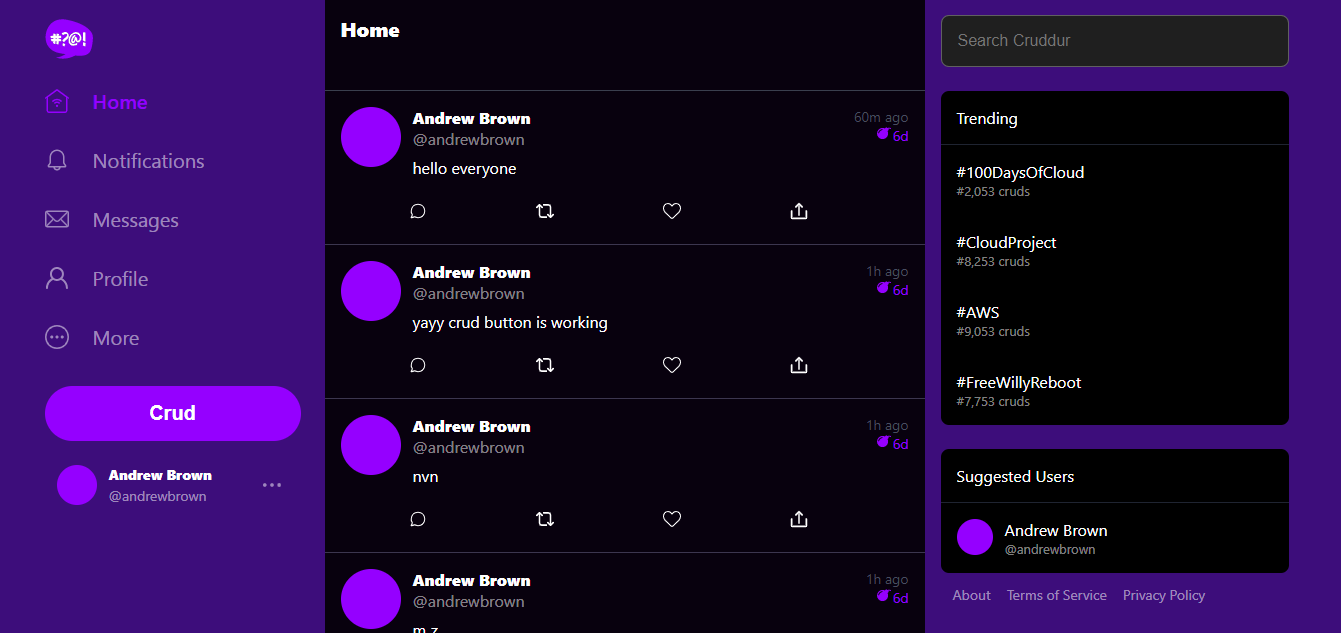 #?@!
Home
Notifications
Messages
Profile
More
Crud
Andrew Brown
@andrewbrown
Home
Andrew Brown
60m ago
@andrewbrown
6d
hello everyone
Andrew Brown
1h ago
@andrewbrown
6d
yayy crud button is working
Andrew Brown
1h ago
@andrewbrown
6d
nvn
Andrew Brown
1h ago
@andrewbrown
6d
m z
Search Cruddur
Trending
#100DaysOfCloud
#2,053 cruds
#CloudProject
#8,253 cruds
#AWS
#9,053 cruds
#FreeWillyReboot
#7,753 cruds
Suggested Users
Andrew Brown
@andrewbrown
About Terms of Service Privacy Policy